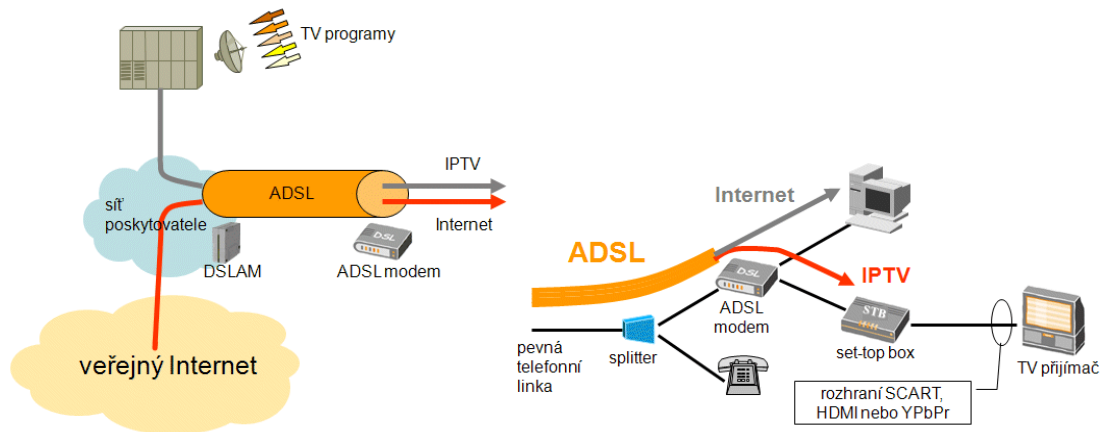 TV programy
IPTV
ADSL
Internet
síť
poskytovatele
DSLAM
DSL
ADSL modem
veřejný Internet
Internet
ADSL
IPTV
DSL
ADSL
modem
STB
set-top box
TV přijímač
pevná
telefonní
linka
splitter
rozhraní SCART,
HDMI nebo YPbPr